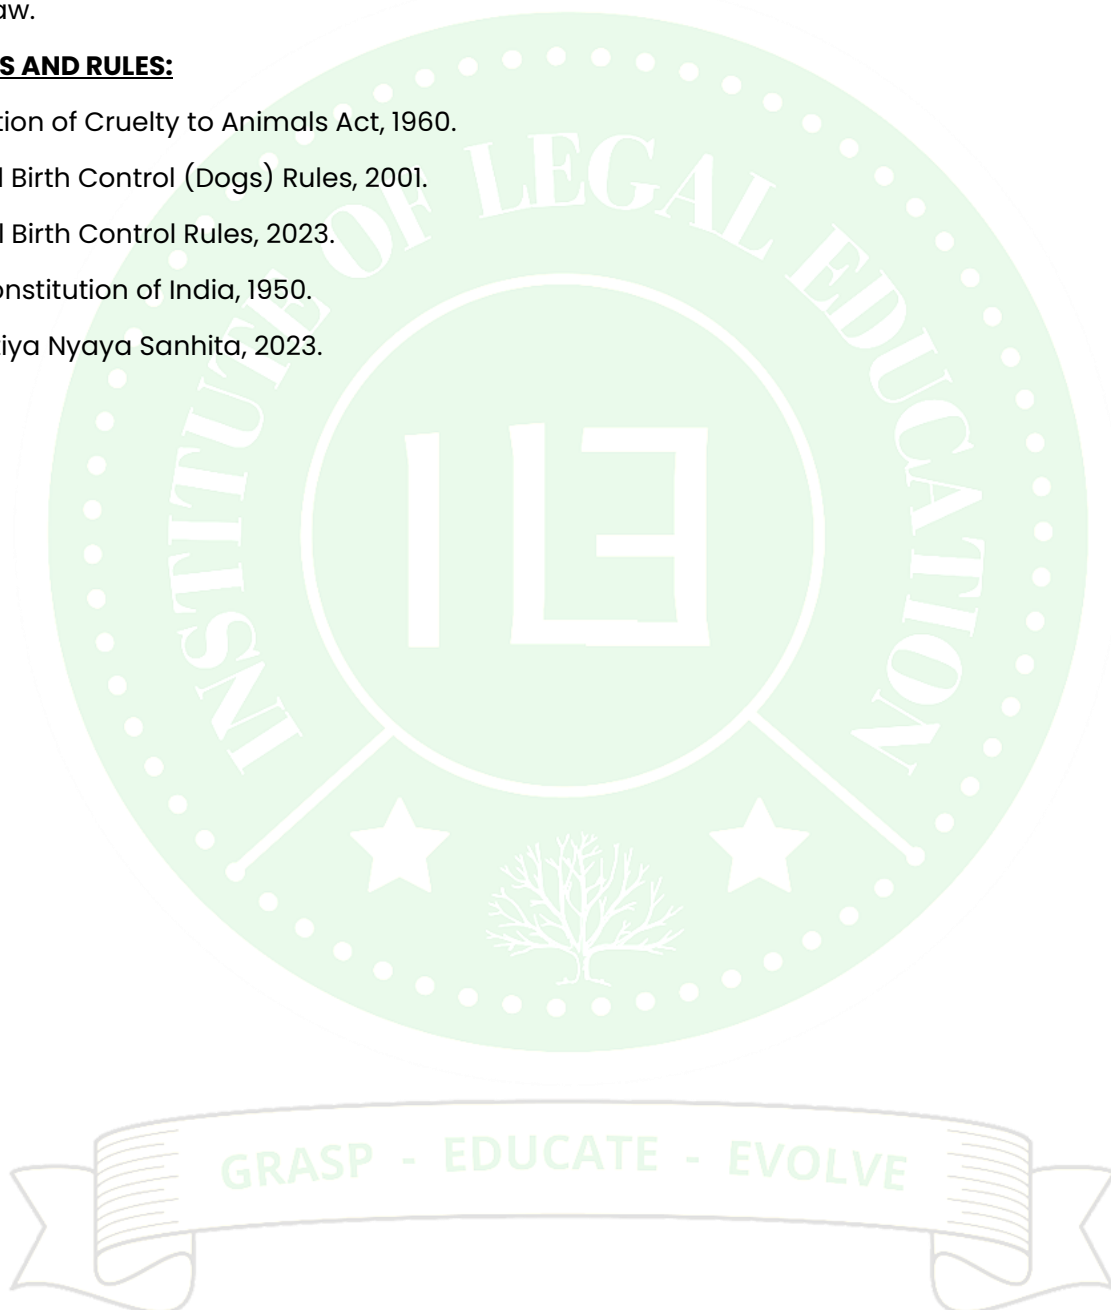 aw.
S AND RULES:
tion of Cruelty to Animals Act, 1960.
l Birth Control (Dogs) Rules, 2001.
l Birth Control Rules, 2023.
onstitution of India, 1950.
tiya Nyaya Sanhita, 2023.
INSTITUTE OF LEGAL EDUCATION
ILE
GRASP - EDUCATE - EVOLVE